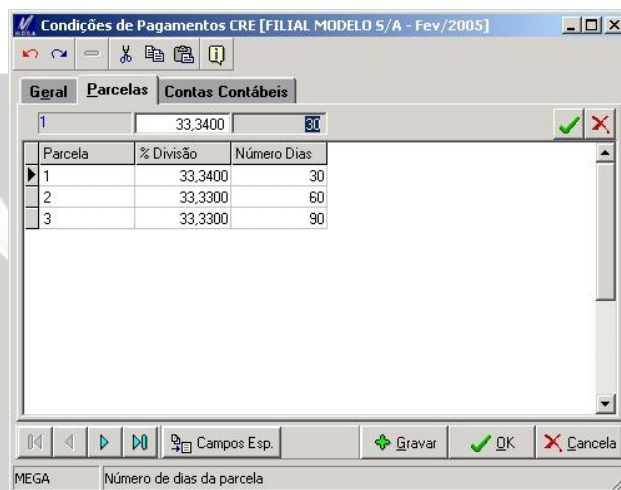 Condições de Pagamentos CRE [FILIAL MODELO S/A - Fev/2005]
Geral Parcelas Contas Contábeis
1 33,3400 30
Parcela % Divisão Número Dias
1 33,3400 30
2 33,3300 60
3 33,3300 90
Campos Esp. Gravar OK Cancela
MEGA Número de dias da parcela